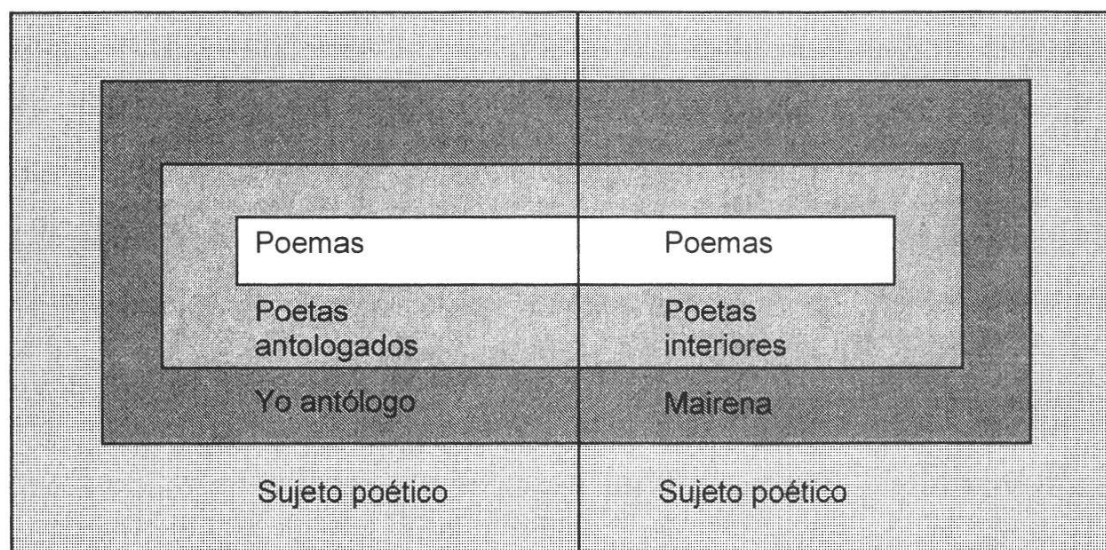 Poemas
Poemas
Poetas
antologados
Poetas
interiores
Yo antólogo
Mairena
Sujeto poético
Sujeto poético